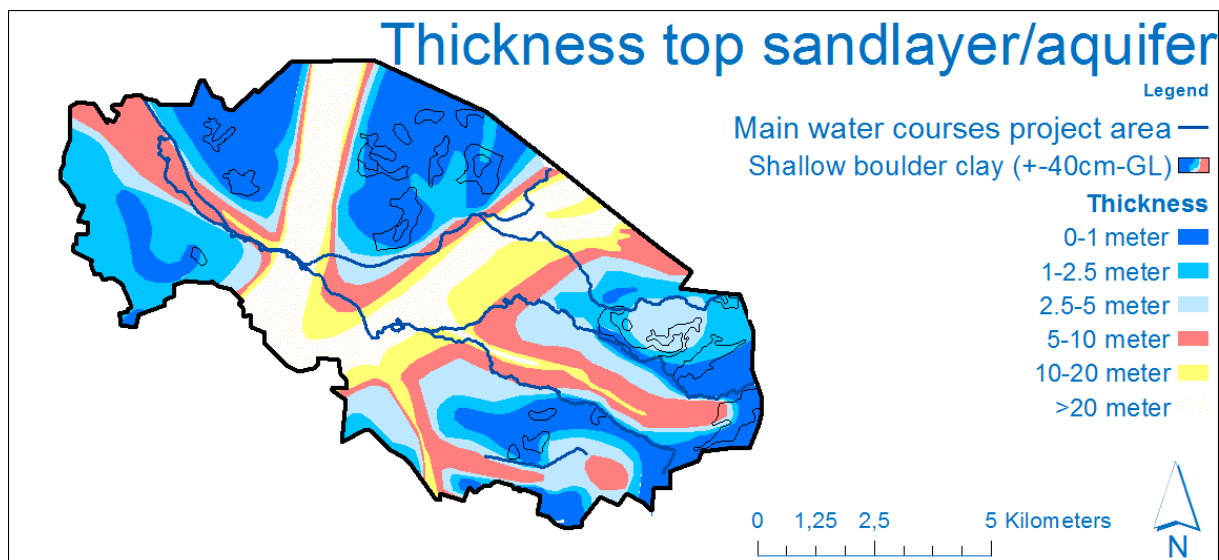 Thickness top sandlayer/aquifer
Legend
Main water courses project area
Shallow boulder clay (+-40cm-GL)
Thickness
0-1 meter
1-2.5 meter
2.5-5 meter
5-10 meter
10-20 meter
>20 meter
0 1,25 2,5 5 Kilometers
N